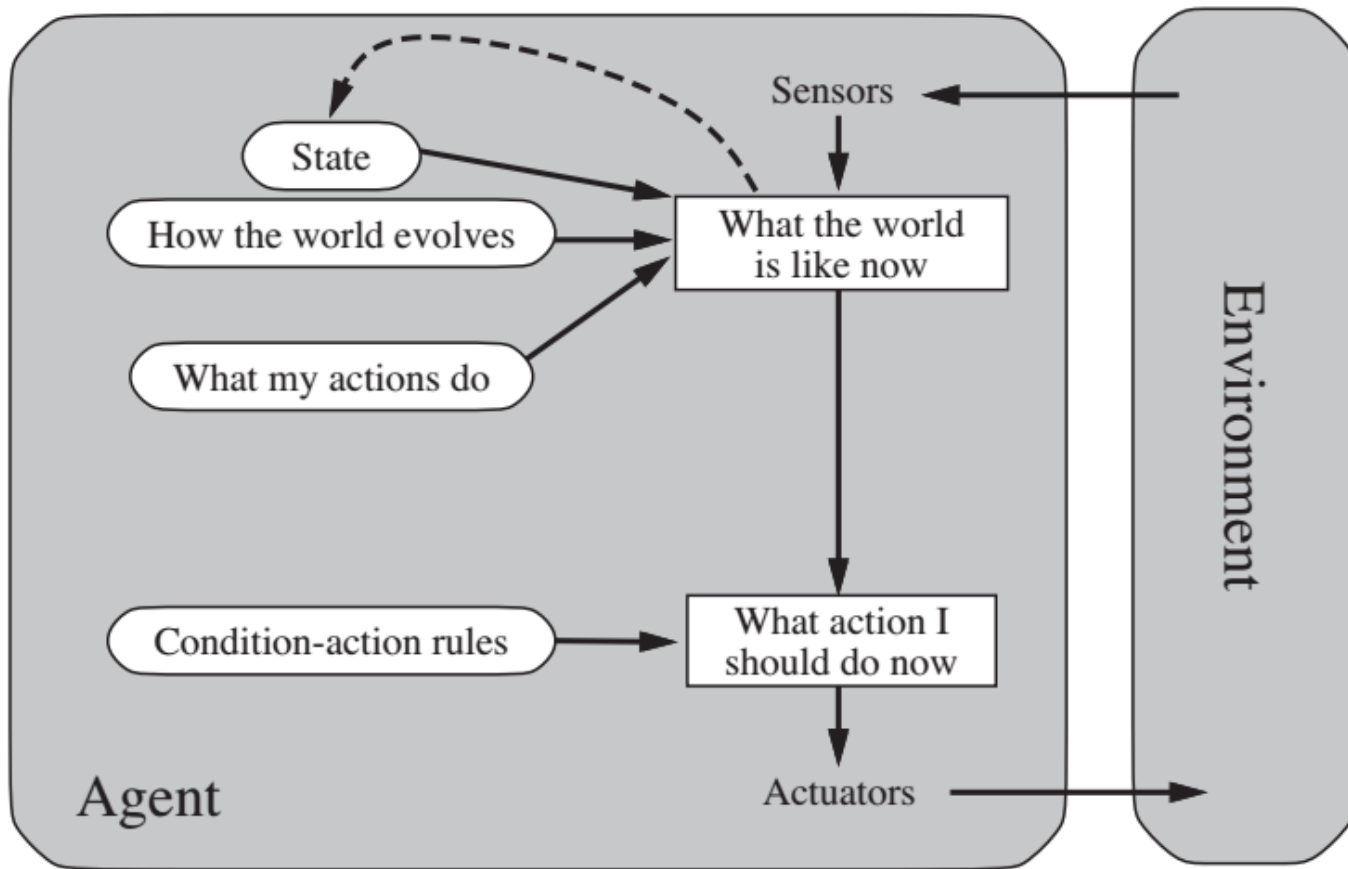 Sensors
State
How the world evolves
What the world
is like now
What my actions do
Environment
Condition-action rules
What action I
should do now
Agent
Actuators